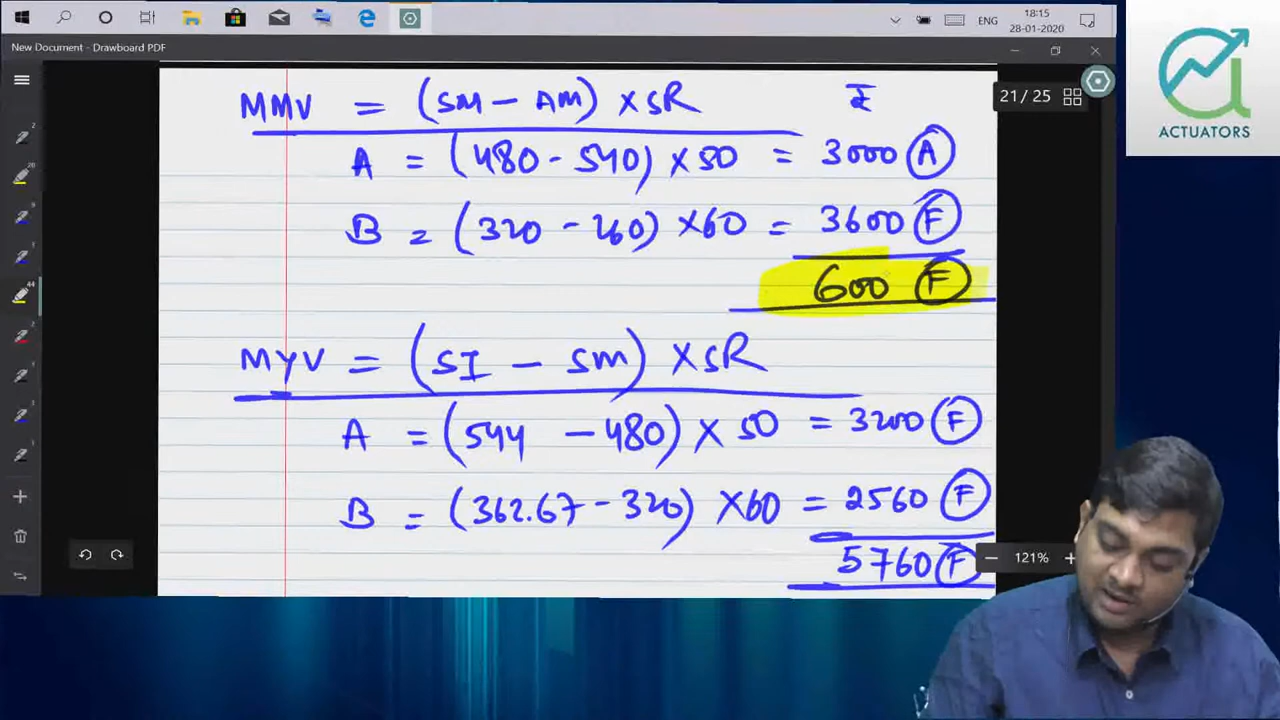 18:15
ENG
28-01-2020
New Document - Drawboard PDF
21 / 25
ACTUATORS
MMV = (SM - AM) × SR ₹
A = (480 - 540) × 50 = 3000 (A)
B = (320 - 260) × 60 = 3600 (F)
600 (F)
MYV = (SI - SM) × SR
A = (544 - 480) × 50 = 3200 (F)
B = (362.67 - 320) × 60 = 2560 (F)
5760 (F)
121%